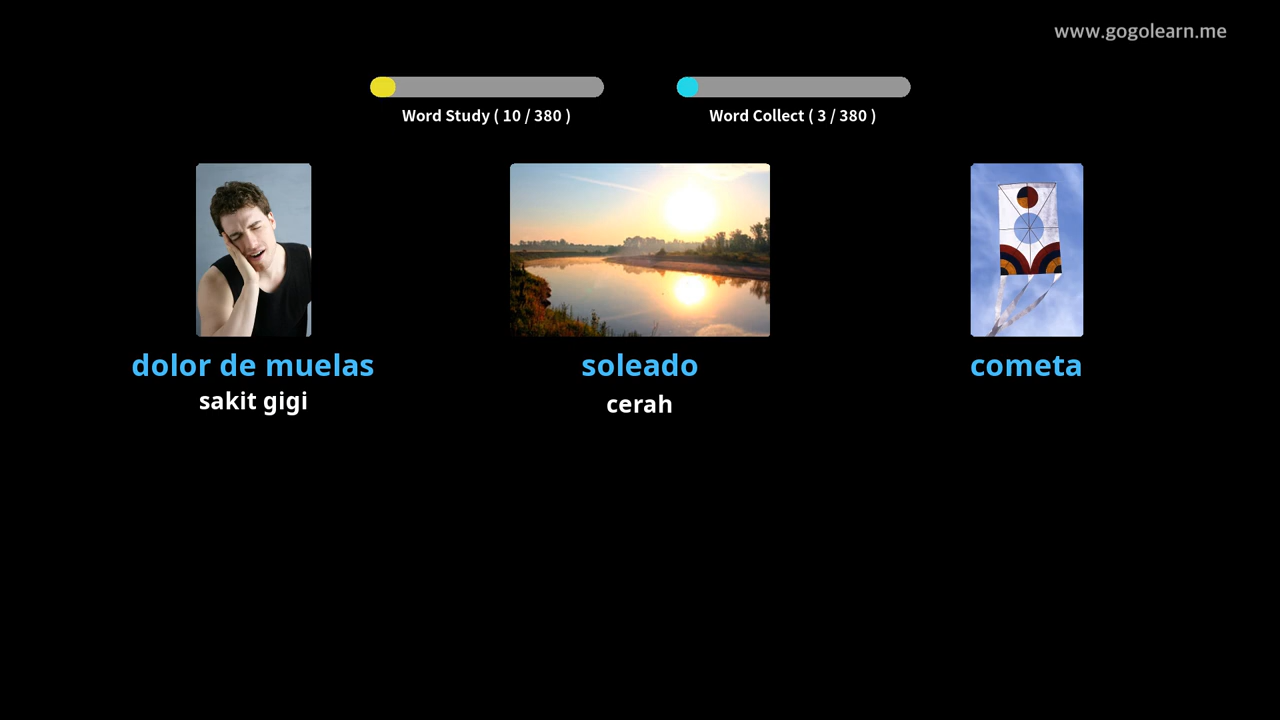 www.gogolearn.me
Word Study ( 10 / 380 )
Word Collect ( 3 / 380 )
dolor de muelas
soleado
cometa
sakit gigi
cerah